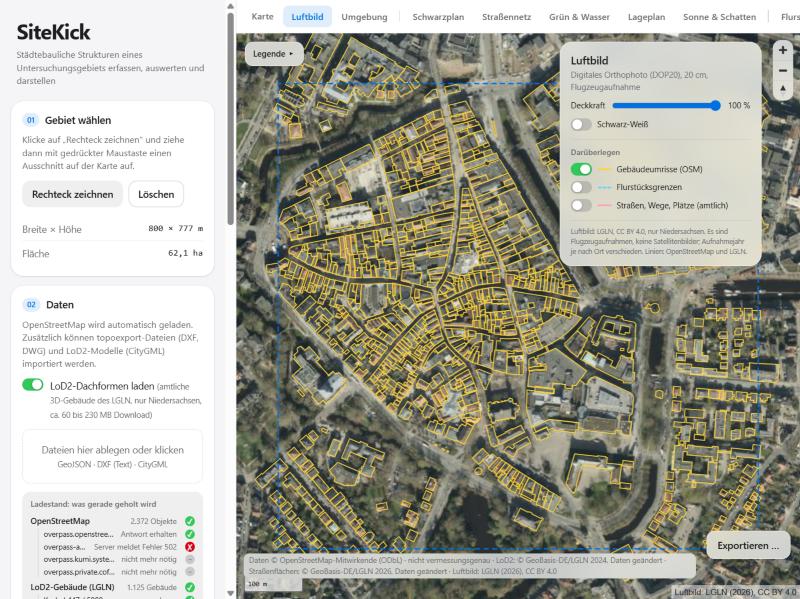 SiteKick
Städtebauliche Strukturen eines
Untersuchungsgebiets erfassen, auswerten und
darstellen
01 Gebiet wählen
Klicke auf „Rechteck zeichnen“ und ziehe
dann mit gedrückter Maustaste einen
Ausschnitt auf der Karte auf.
Rechteck zeichnen Löschen
Breite × Höhe 800 × 777 m
Fläche 62,1 ha
02 Daten
OpenStreetMap wird automatisch geladen.
Zusätzlich können topoexport-Dateien (DXF,
DWG) und LoD2-Modelle (CityGML)
importiert werden.
LoD2-Dachformen laden (amtliche
3D-Gebäude des LGLN, nur Niedersachsen,
ca. 60 bis 230 MB Download)
Dateien hier ablegen oder klicken
GeoJSON · DXF (Text) · CityGML
Ladestand: was gerade geholt wird
OpenStreetMap 2.372 Objekte
overpass.openstree... Antwort erhalten
overpass-a... Server meldet Fehler 502
overpass.kumi.syste... nicht mehr nötig
overpass.private.cof... nicht mehr nötig
LoD2-Gebäude (LGLN) 1.125 Gebäude
Karte Luftbild Umgebung Schwarzplan Straßennetz Grün & Wasser Lageplan Sonne & Schatten Flurs
Legende
Luftbild
Digitales Orthophoto (DOP20), 20 cm,
Flugzeugaufnahme
Deckkraft 100 %
Schwarz-Weiß
Darüberlegen
Gebäudeumrisse (OSM)
Flurstücksgrenzen
Straßen, Wege, Plätze (amtlich)
Luftbild: LGLN, CC BY 4.0, nur Niedersachsen. Es sind
Flugzeugaufnahmen, keine Satellitenbilder; Aufnahmejahr
je nach Ort verschieden. Linien: OpenStreetMap und LGLN.
+
−
Exportieren ...
Daten © OpenStreetMap-Mitwirkende (ODbL) · nicht vermessungsgenau · LoD2: © GeoBasis-DE/LGLN 2024, Daten geändert ·
Straßenflächen: © GeoBasis-DE/LGLN 2026, Daten geändert · Luftbild: LGLN (2026), CC BY 4.0
100 m
Luftbild: LGLN (2026), CC BY 4.0